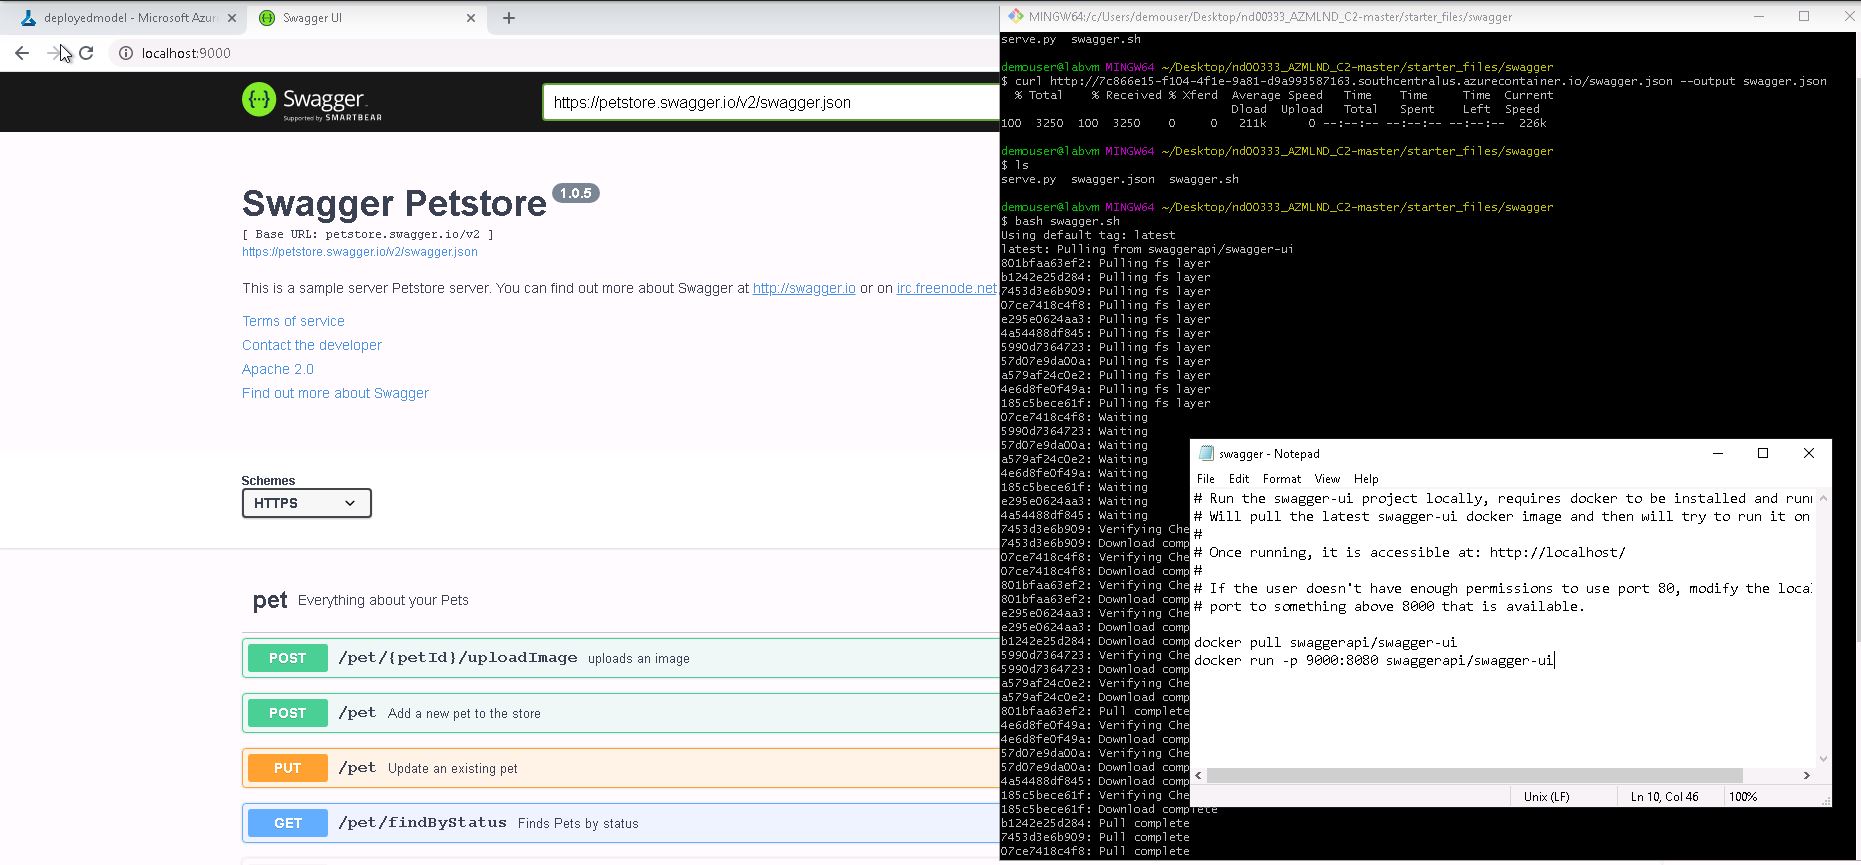 deployedmodel - Microsoft Azur
Swagger UI
localhost:9000
Swagger
Supported by SMARTBEAR
https://petstore.swagger.io/v2/swagger.json
Swagger Petstore 1.0.5
[ Base URL: petstore.swagger.io/v2 ]
https://petstore.swagger.io/v2/swagger.json
This is a sample server Petstore server. You can find out more about Swagger at http://swagger.io or on irc.freenode.net
Terms of service
Contact the developer
Apache 2.0
Find out more about Swagger
Schemes
HTTPS
pet Everything about your Pets
POST /pet/{petId}/uploadImage uploads an image
POST /pet Add a new pet to the store
PUT /pet Update an existing pet
GET /pet/findByStatus Finds Pets by status
MINGW64:/c/Users/demouser/Desktop/nd00333_AZMLND_C2-master/starter_files/swagger
serve.py swagger.sh
demouser@labvm MINGW64 ~/Desktop/nd00333_AZMLND_C2-master/starter_files/swagger
$ curl http://7c866e15-f104-4f1e-9a81-d9a993587163.southcentralus.azurecontainer.io/swagger.json --output swagger.json
% Total % Received % Xferd Average Speed Time Time Time Current
Dload Upload Total Spent Left Speed
100 3250 100 3250 0 0 211k 0 --:--:-- --:--:-- --:--:-- 226k
demouser@labvm MINGW64 ~/Desktop/nd00333_AZMLND_C2-master/starter_files/swagger
$ ls
serve.py swagger.json swagger.sh
demouser@labvm MINGW64 ~/Desktop/nd00333_AZMLND_C2-master/starter_files/swagger
$ bash swagger.sh
Using default tag: latest
latest: Pulling from swaggerapi/swagger-ui
801bfaa63ef2: Pulling fs layer
b1242e25d284: Pulling fs layer
7453d3e6b909: Pulling fs layer
07ce7418c4f8: Pulling fs layer
e295e0624aa3: Pulling fs layer
4a54488df845: Pulling fs layer
5990d7364723: Pulling fs layer
57d07e9da00a: Pulling fs layer
a579af24c0e2: Pulling fs layer
4e6d8fe0f49a: Pulling fs layer
185c5bece61f: Pulling fs layer
07ce7418c4f8: Waiting
5990d7364723: Waiting
57d07e9da00a: Waiting
a579af24c0e2: Waiting
4e6d8fe0f49a: Waiting
185c5bece61f: Waiting
e295e0624aa3: Waiting
4a54488df845: Waiting
7453d3e6b909: Verifying Che
7453d3e6b909: Download comp
07ce7418c4f8: Verifying Che
07ce7418c4f8: Download comp
801bfaa63ef2: Verifying Che
801bfaa63ef2: Download comp
e295e0624aa3: Verifying Che
e295e0624aa3: Download comp
b1242e25d284: Download comp
5990d7364723: Verifying Che
5990d7364723: Download comp
a579af24c0e2: Verifying Che
a579af24c0e2: Download comp
801bfaa63ef2: Pull complete
4e6d8fe0f49a: Verifying Che
4e6d8fe0f49a: Download comp
57d07e9da00a: Verifying Che
57d07e9da00a: Download comp
4a54488df845: Download comp
185c5bece61f: Verifying Che
185c5bece61f: Download complete
b1242e25d284: Pull complete
7453d3e6b909: Pull complete
07ce7418c4f8: Pull complete
swagger - Notepad
File Edit Format View Help
# Run the swagger-ui project locally, requires docker to be installed and runn
# Will pull the latest swagger-ui docker image and then will try to run it on
#
# Once running, it is accessible at: http://localhost/
#
# If the user doesn't have enough permissions to use port 80, modify the loca
# port to something above 8000 that is available.
docker pull swaggerapi/swagger-ui
docker run -p 9000:8080 swaggerapi/swagger-ui
Unix (LF) Ln 10, Col 46 100%